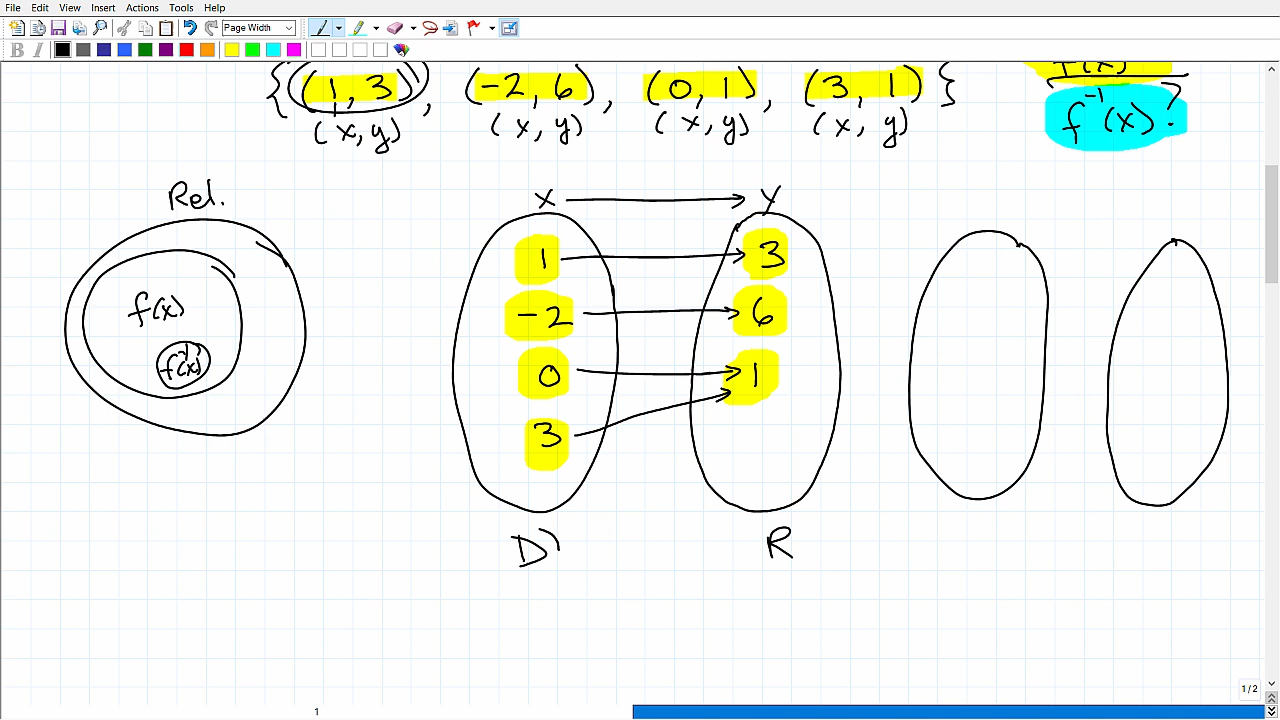 File Edit View Insert Actions Tools Help
Page Width
B I
{(1, 3), (-2, 6), (0, 1), (3, 1)} f(x)
(x, y) (x, y) (x, y) (x, y) f⁻¹(x)?
Rel. X Y
1 3
f(x) -2 6
f⁻¹(x) 0 1
3
D R
1/2
1